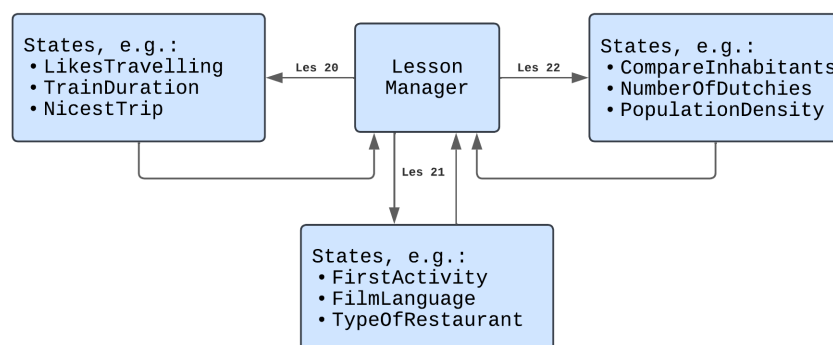 States, e.g.:
• LikesTravelling
• TrainDuration
• NicestTrip
Les 20
Lesson
Manager
Les 22
States, e.g.:
• CompareInhabitants
• NumberOfDutchies
• PopulationDensity
Les 21
States, e.g.:
• FirstActivity
• FilmLanguage
• TypeOfRestaurant